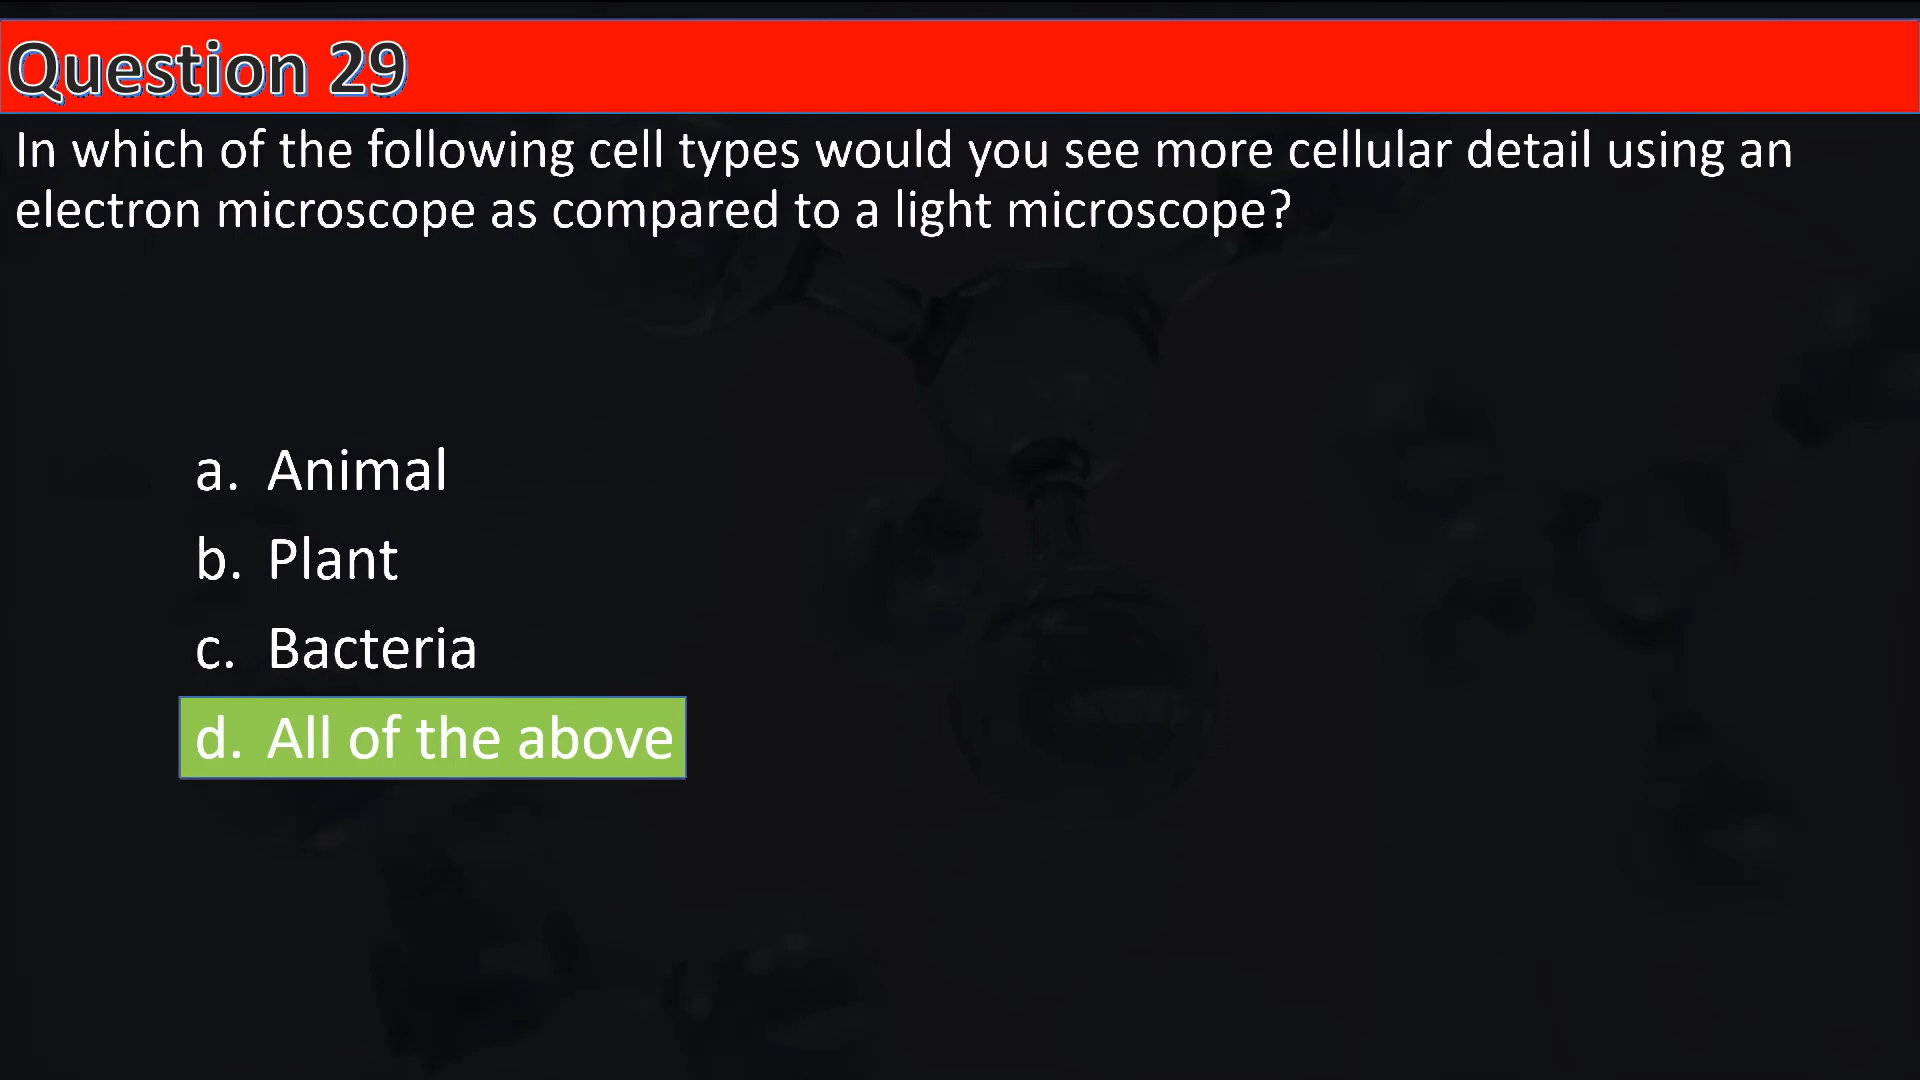 Question 29
In which of the following cell types would you see more cellular detail using an
electron microscope as compared to a light microscope?
a. Animal
b. Plant
c. Bacteria
d. All of the above